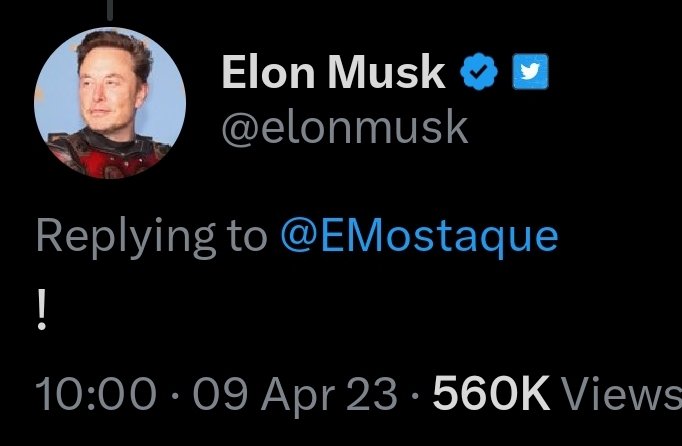 Elon Musk
@elonmusk
Replying to @EMostaque
!
10:00 · 09 Apr 23 · 560K Views